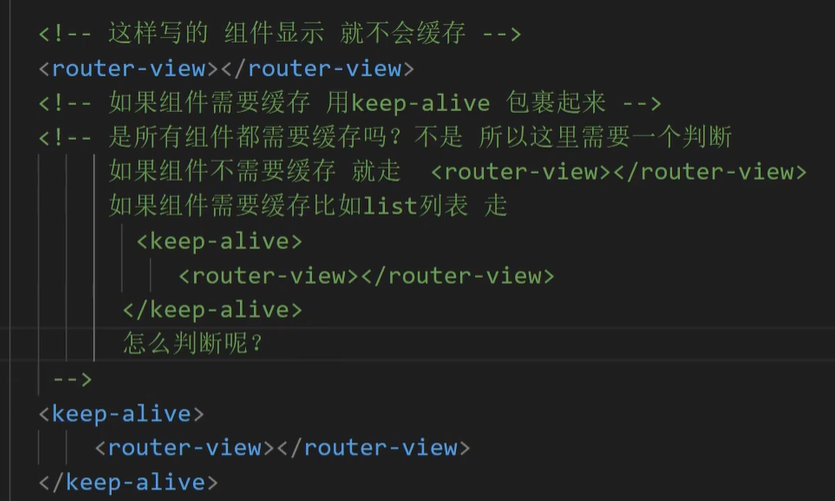 <!-- 这样写的 组件显示 就不会缓存 -->
<router-view></router-view>
<!-- 如果组件需要缓存 用keep-alive 包裹起来 -->
<!-- 是所有组件都需要缓存吗？不是 所以这里需要一个判断
如果组件不需要缓存 就走 <router-view></router-view>
如果组件需要缓存比如list列表 走
<keep-alive>
<router-view></router-view>
</keep-alive>
怎么判断呢？
-->
<keep-alive>
<router-view></router-view>
</keep-alive>